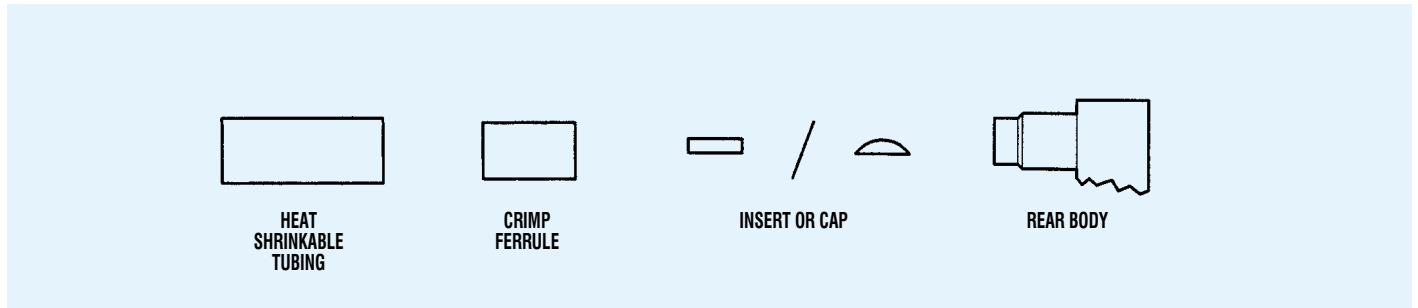 HEAT
SHRINKABLE
TUBING
CRIMP
FERRULE
INSERT OR CAP
REAR BODY